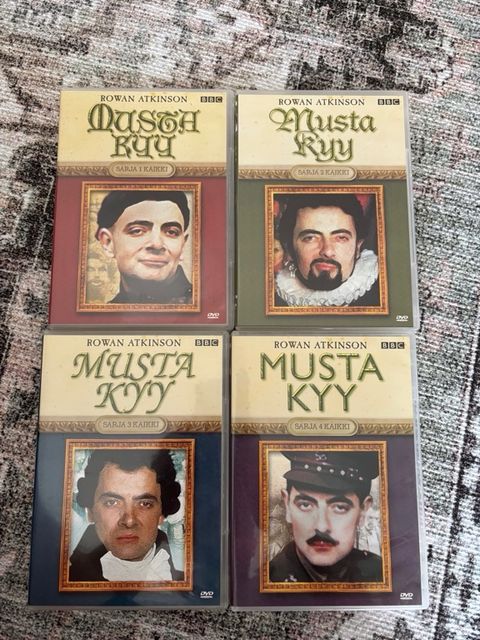 ROWAN ATKINSON BBC
MUSTA
KYY
SARJA 1 KAIKKI
DVD
ROWAN ATKINSON BBC
Musta
Kyy
SARJA 2 KAIKKI
DVD
ROWAN ATKINSON BBC
MUSTA
KYY
SARJA 3 KAIKKI
DVD
ROWAN ATKINSON BBC
MUSTA
KYY
SARJA 4 KAIKKI
DVD